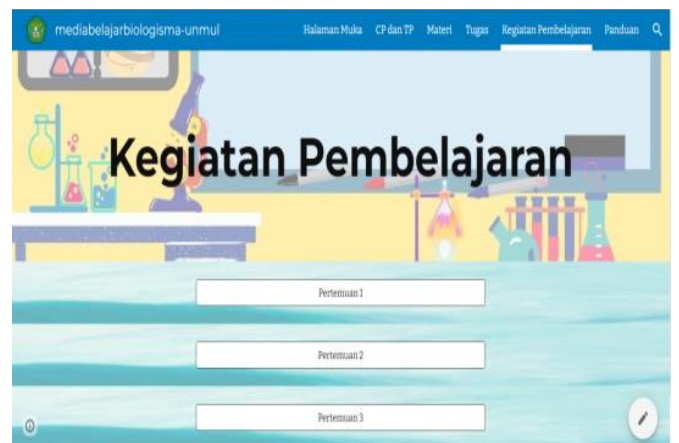 mediabelajarbiologisma-unmul
Halaman Muka CP dan TP Materi Tugas Kegiatan Pembelajaran Panduan
Kegiatan Pembelajaran
Pertemuan 1
Pertemuan 2
Pertemuan 3